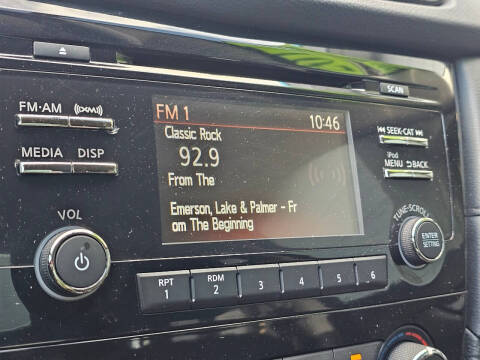 SCAN
FM·AM
(XM)
FM 1
10:46
Classic Rock
92.9
From The
Emerson, Lake & Palmer - Fr
om The Beginning
SEEK·CAT
iPod
MENU
BACK
MEDIA
DISP
VOL
TUNE·SCROLL
ENTER
SETTING
RPT
1
RDM
2
3
4
5
6